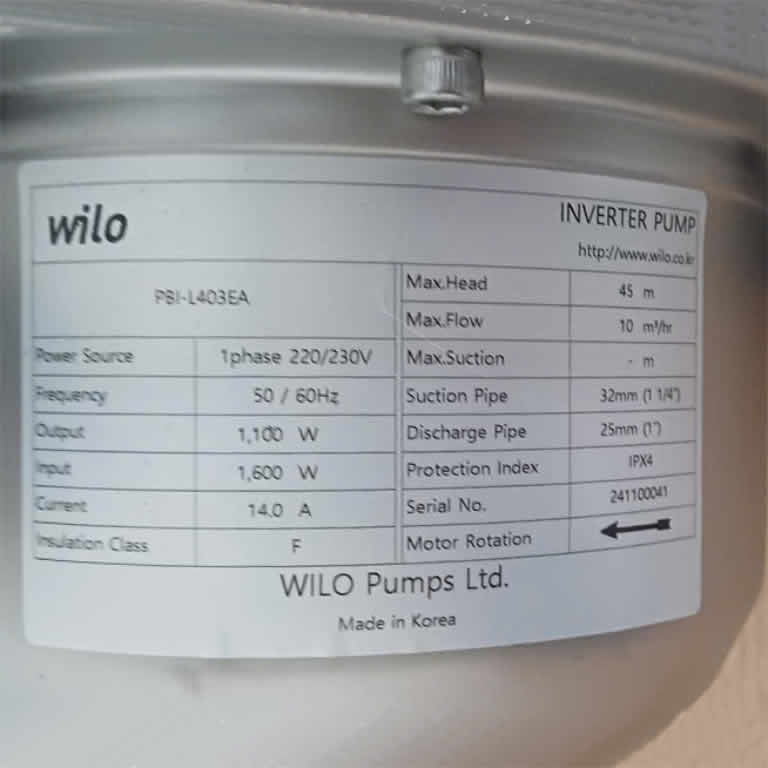 wilo
INVERTER PUMP
http://www.wilo.co.kr
PBI-L403EA
Power Source 1phase 220/230V
Frequency 50 / 60Hz
Output 1,100 W
Input 1,600 W
Current 14.0 A
Insulation Class F
Max.Head 45 m
Max.Flow 10 m³/hr
Max.Suction - m
Suction Pipe 32mm (1 1/4")
Discharge Pipe 25mm (1")
Protection Index IPX4
Serial No. 241100041
Motor Rotation
WILO Pumps Ltd.
Made in Korea